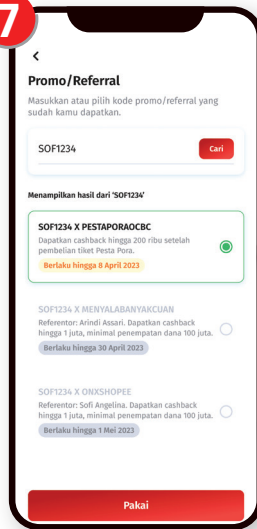 7
Promo/Referral
Masukkan atau pilih kode promo/referral yang
sudah kamu dapatkan.
SOF1234
Cari
Menampilkan hasil dari 'SOF1234'
SOF1234 X PESTAPORAOCBC
Dapatkan cashback hingga 200 ribu setelah
pembelian tiket Pesta Pora.
Berlaku hingga 8 April 2023
SOF1234 X MENYALABANYAKCUAN
Referentor: Arindi Assari. Dapatkan cashback
hingga 1 juta, minimal penempatan dana 100 juta.
Berlaku hingga 30 April 2023
SOF1234 X ONXSHOPEE
Referentor: Sofi Angelina. Dapatkan cashback
hingga 1 juta, minimal penempatan dana 100 juta.
Berlaku hingga 1 Mei 2023
Pakai